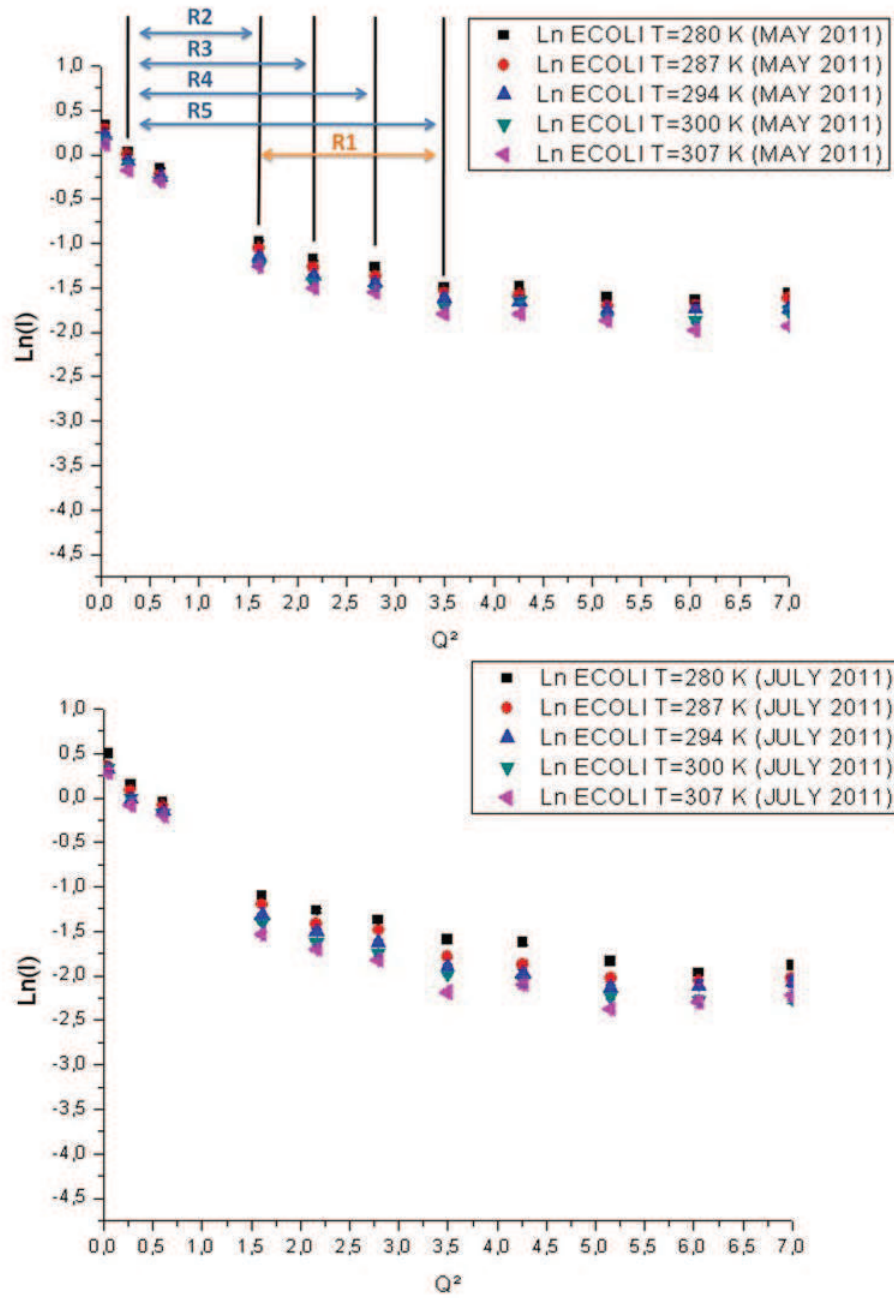 R2
R3
R4
R5
R1
Ln ECOLI T=280 K (MAY 2011)
Ln ECOLI T=287 K (MAY 2011)
Ln ECOLI T=294 K (MAY 2011)
Ln ECOLI T=300 K (MAY 2011)
Ln ECOLI T=307 K (MAY 2011)
1,0
0,5
0,0
-0,5
-1,0
-1,5
-2,0
-2,5
-3,0
-3,5
-4,0
-4,5
Ln(I)
0,0 0,5 1,0 1,5 2,0 2,5 3,0 3,5 4,0 4,5 5,0 5,5 6,0 6,5 7,0
Q²
Ln ECOLI T=280 K (JULY 2011)
Ln ECOLI T=287 K (JULY 2011)
Ln ECOLI T=294 K (JULY 2011)
Ln ECOLI T=300 K (JULY 2011)
Ln ECOLI T=307 K (JULY 2011)
1,0
0,5
0,0
-0,5
-1,0
-1,5
-2,0
-2,5
-3,0
-3,5
-4,0
-4,5
Ln(I)
0,0 0,5 1,0 1,5 2,0 2,5 3,0 3,5 4,0 4,5 5,0 5,5 6,0 6,5 7,0
Q²